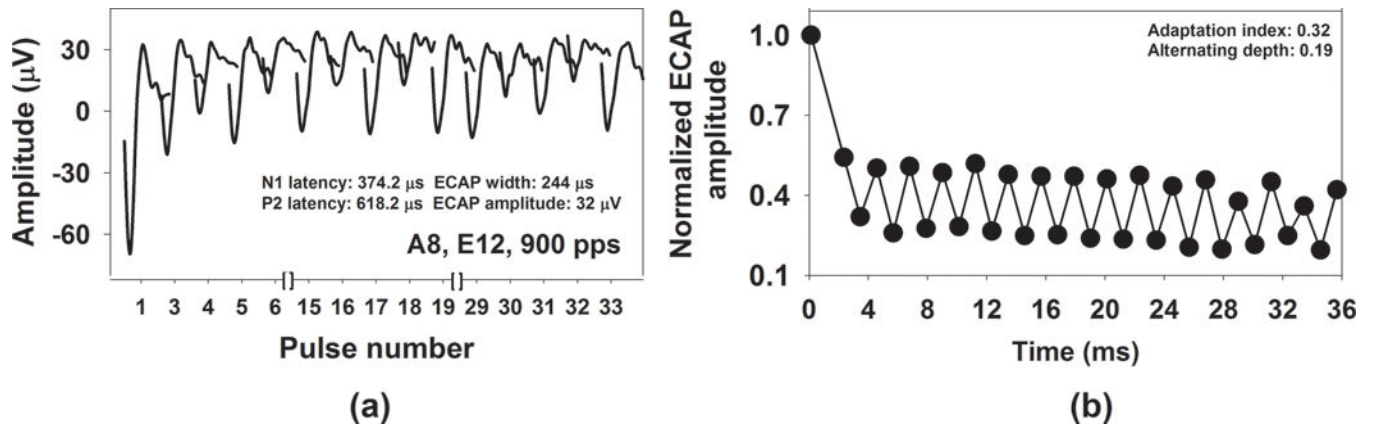 Amplitude (μV)
30
0
-30
-60
N1 latency: 374.2 μs ECAP width: 244 μs
P2 latency: 618.2 μs ECAP amplitude: 32 μV
A8, E12, 900 pps
1 3 4 5 6 15 16 17 18 19 29 30 31 33
Pulse number
(a)
Normalized ECAP
amplitude
1.0
0.7
0.4
0.1
Adaptation index: 0.32
Alternating depth: 0.19
0 4 8 12 16 20 24 28 32 36
Time (ms)
(b)